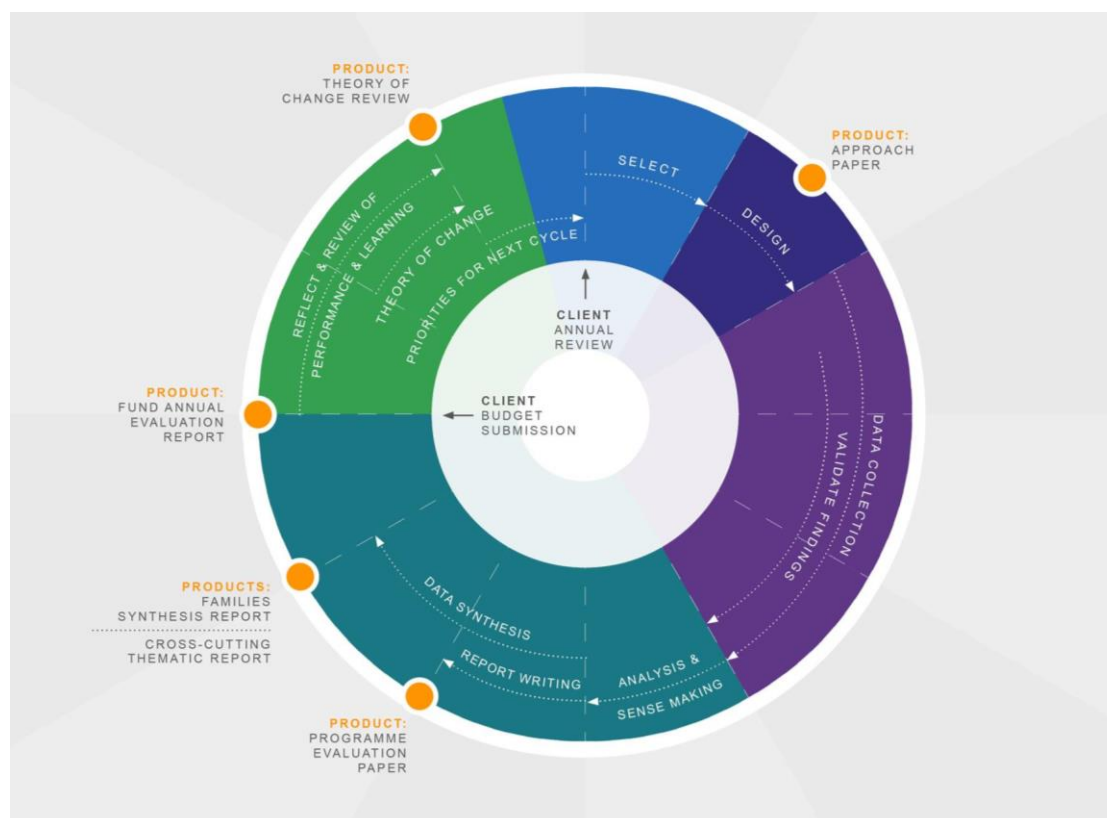 PRODUCT:
THEORY OF
CHANGE REVIEW
PRODUCT:
APPROACH
PAPER
SELECT
DESIGN
REFLECT & REVIEW OF
PERFORMANCE & LEARNING
THEORY OF CHANGE
PRIORITIES FOR NEXT CYCLE
CLIENT
ANNUAL
REVIEW
CLIENT
BUDGET
SUBMISSION
PRODUCT:
FUND ANNUAL
EVALUATION
REPORT
DATA COLLECTION
VALIDATE FINDINGS
PRODUCTS:
FAMILIES
SYNTHESIS REPORT
CROSS-CUTTING
THEMATIC REPORT
DATA SYNTHESIS
REPORT WRITING
ANALYSIS &
SENSE MAKING
PRODUCT:
PROGRAMME
EVALUATION
PAPER